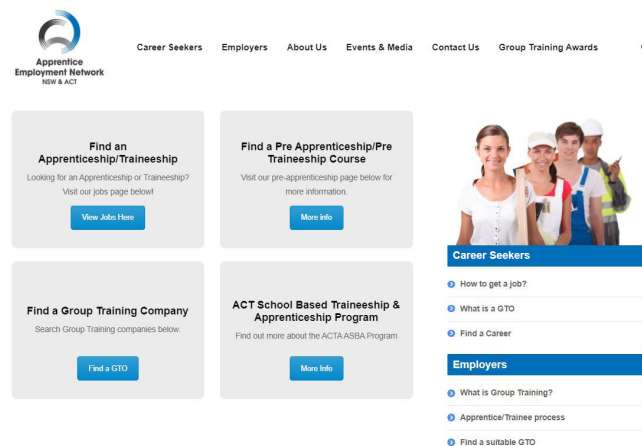 Apprentice
Employment Network
NSW & ACT
Career Seekers
Employers
About Us
Events & Media
Contact Us
Group Training Awards
Find an
Apprenticeship/Traineeship
Looking for an Apprenticeship or Traineeship?
Visit our jobs page below!
View Jobs Here
Find a Pre Apprenticeship/Pre
Traineeship Course
Visit our pre-apprenticeship page below for
more information.
More info
Find a Group Training Company
Search Group Training companies below.
Find a GTO
ACT School Based Traineeship &
Apprenticeship Program
Find out more about the ACTA ASBA Program
More Info
Career Seekers
How to get a job?
What is a GTO
Find a Career
Employers
What is Group Training?
Apprentice/Trainee process
Find a suitable GTO